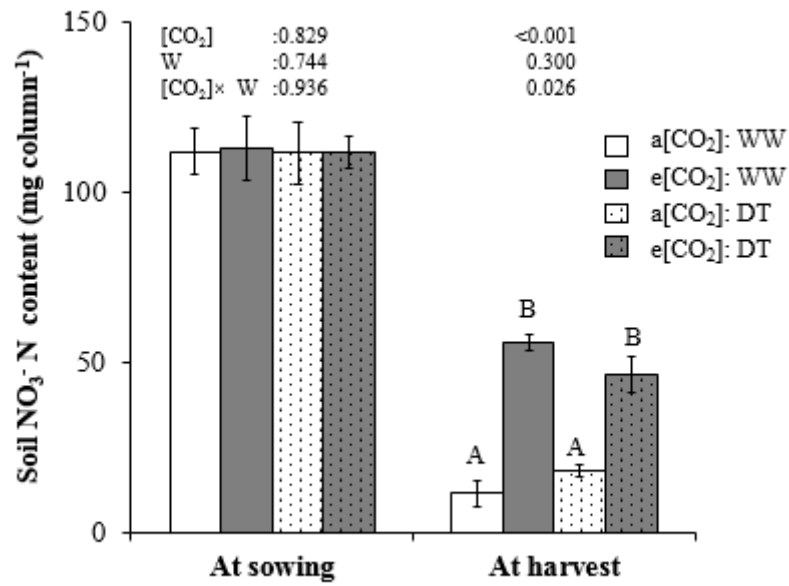 150
[CO₂] :0.829 <0.001
W :0.744 0.300
[CO₂]× W :0.936 0.026
a[CO₂]: WW
e[CO₂]: WW
a[CO₂]: DT
e[CO₂]: DT
100
50
0
Soil NO₃- N content (mg column⁻¹)
A
B
A
B
At sowing
At harvest